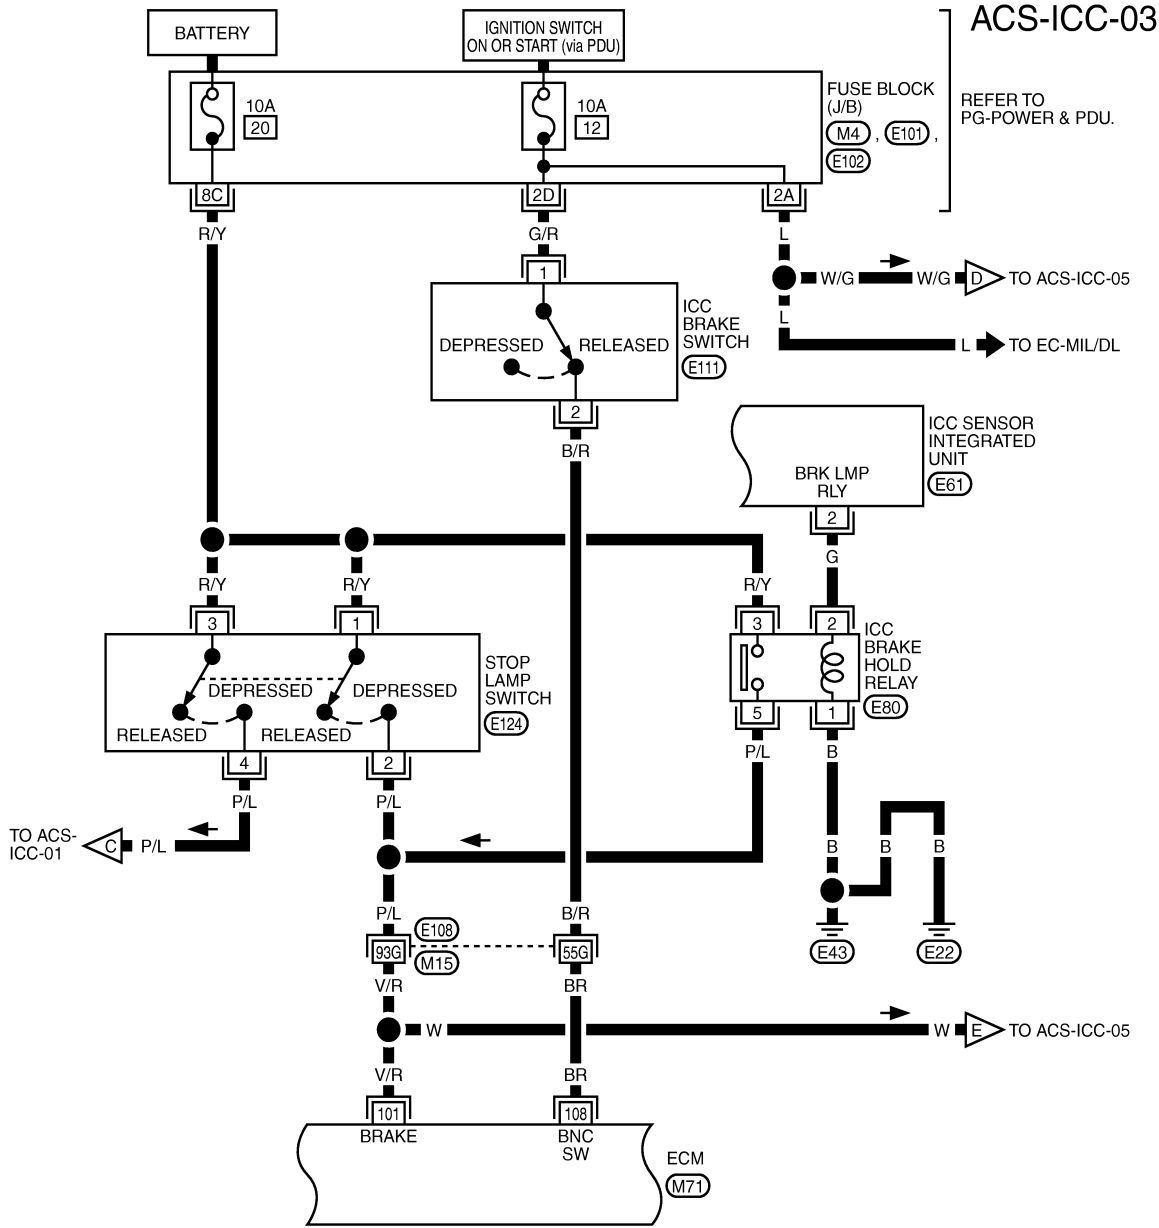 ACS-ICC-03
BATTERY
IGNITION SWITCH
ON OR START (via PDU)
10A
20
10A
12
FUSE BLOCK
(J/B)
M4 , E101 ,
E102
REFER TO
PG-POWER & PDU.
8C
2D
2A
R/Y
G/R
L
1
W/G
W/G
D
TO ACS-ICC-05
L
L
TO EC-MIL/DL
ICC
BRAKE
SWITCH
E111
DEPRESSED
RELEASED
2
B/R
ICC SENSOR
INTEGRATED
UNIT
E61
BRK LMP
RLY
2
G
R/Y
R/Y
R/Y
3
1
3
2
STOP
LAMP
SWITCH
E124
DEPRESSED
DEPRESSED
RELEASED
RELEASED
ICC
BRAKE
HOLD
RELAY
E80
5
1
4
2
P/L
B
P/L
P/L
TO ACS-
ICC-01
C
P/L
B
B
B
P/L
B/R
E108
93G
55G
M15
E43
E22
V/R
BR
W
W
E
TO ACS-ICC-05
V/R
BR
101
108
BRAKE
BNC
SW
ECM
M71